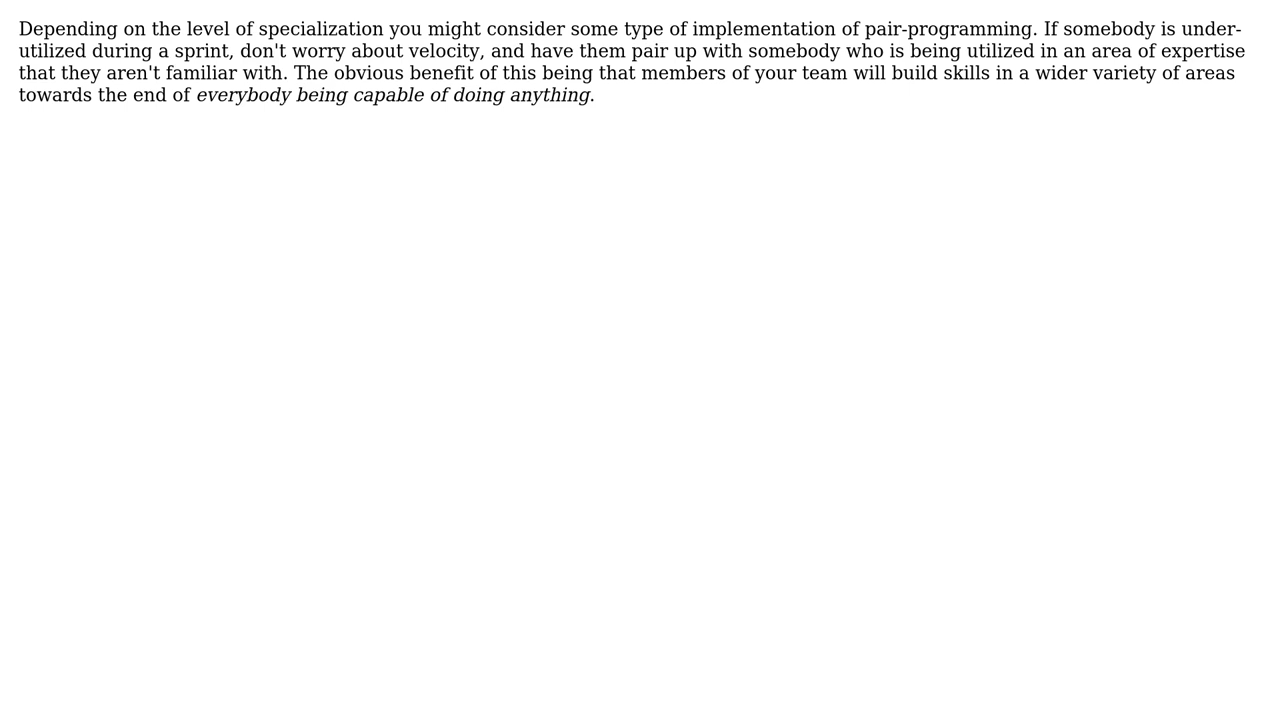 Depending on the level of specialization you might consider some type of implementation of pair-programming. If somebody is under-
utilized during a sprint, don't worry about velocity, and have them pair up with somebody who is being utilized in an area of expertise
that they aren't familiar with. The obvious benefit of this being that members of your team will build skills in a wider variety of areas
towards the end of everybody being capable of doing anything.